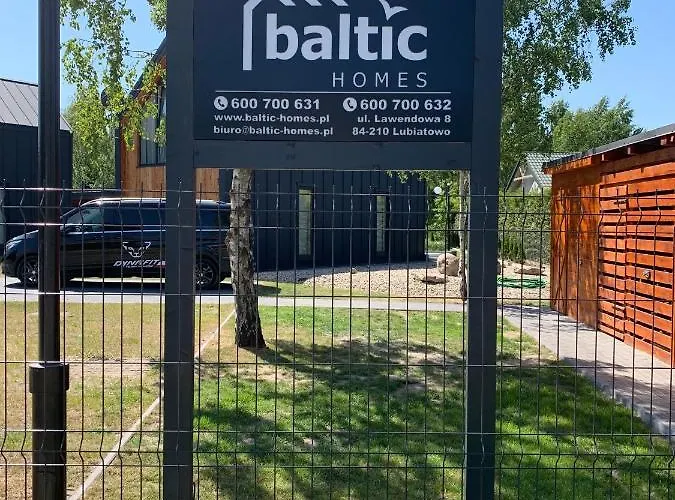 baltic
HOMES
600 700 631 600 700 632
www.baltic-homes.pl ul. Lawendowa 8
biuro@baltic-homes.pl 84-210 Lubiatowo
DYNAFIT